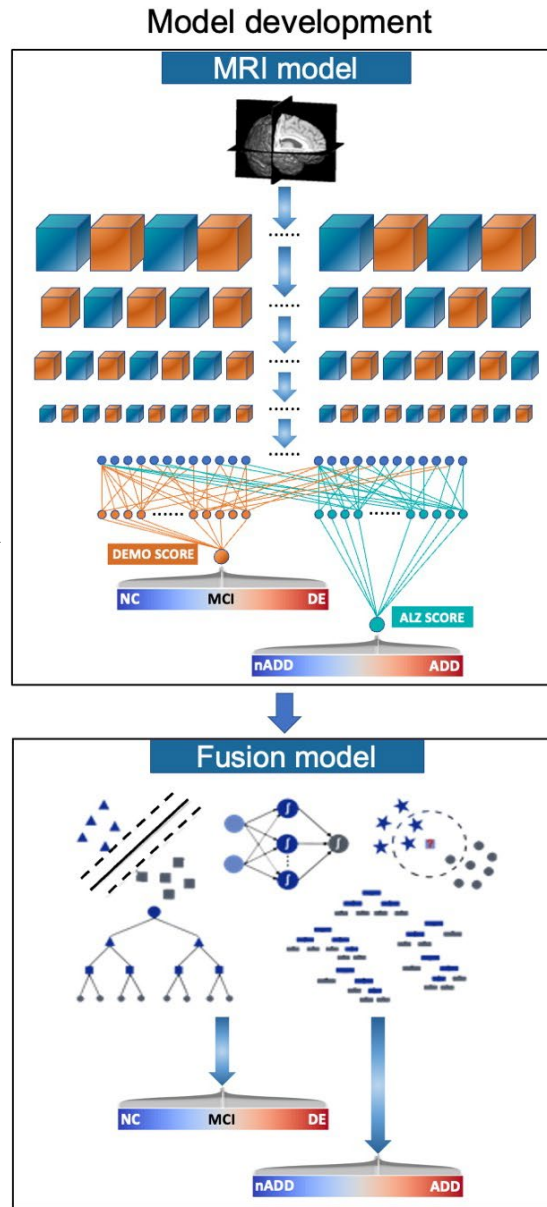 Model development
MRI model
......
......
......
......
......
...... ......
DEMO SCORE
NC MCI DE
ALZ SCORE
nADD ADD
Fusion model
∫ ∫ ?
∫
∫
NC MCI DE
nADD ADD